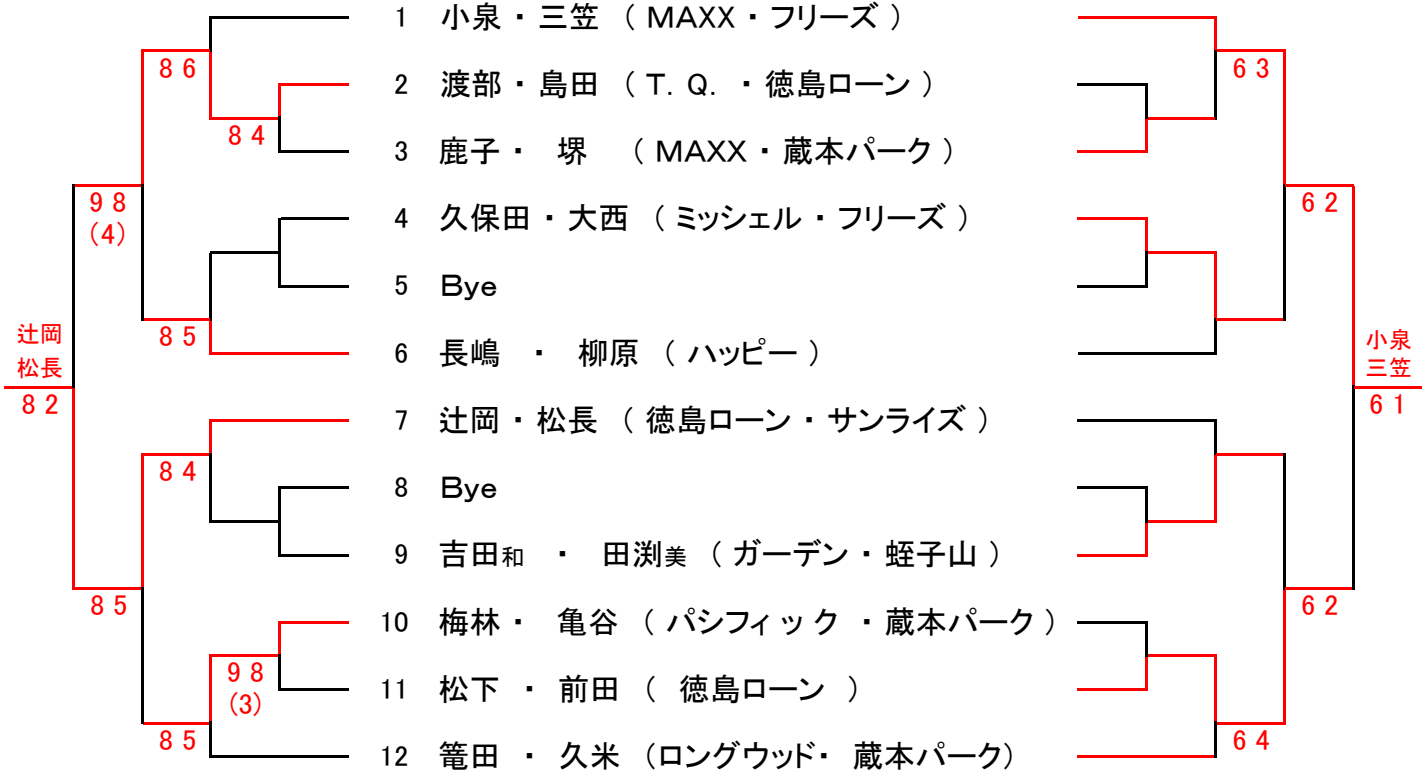 1 小泉 ・ 三笠 ( MAXX ・ フリーズ )
8 6
6 3
2 渡部 ・ 島田 ( T. Q. ・ 徳島ローン )
8 4
3 鹿子 ・ 堺 ( MAXX ・ 蔵本パーク )
9 8
(4)
6 2
4 久保田 ・ 大西 ( ミッシェル ・ フリーズ )
5 Bye
8 5
辻岡
松長
8 2
6 長嶋 ・ 柳原 ( ハッピー )
小泉
三笠
6 1
7 辻岡 ・ 松長 ( 徳島ローン ・ サンライズ )
8 4
8 Bye
9 吉田和 ・ 田渕美 ( ガーデン ・ 蛭子山 )
8 5
6 2
10 梅林 ・ 亀谷 ( パシフィック ・ 蔵本パーク )
9 8
(3)
11 松下 ・ 前田 ( 徳島ローン )
8 5
6 4
12 篭田 ・ 久米 (ロングウッド・ 蔵本パーク)